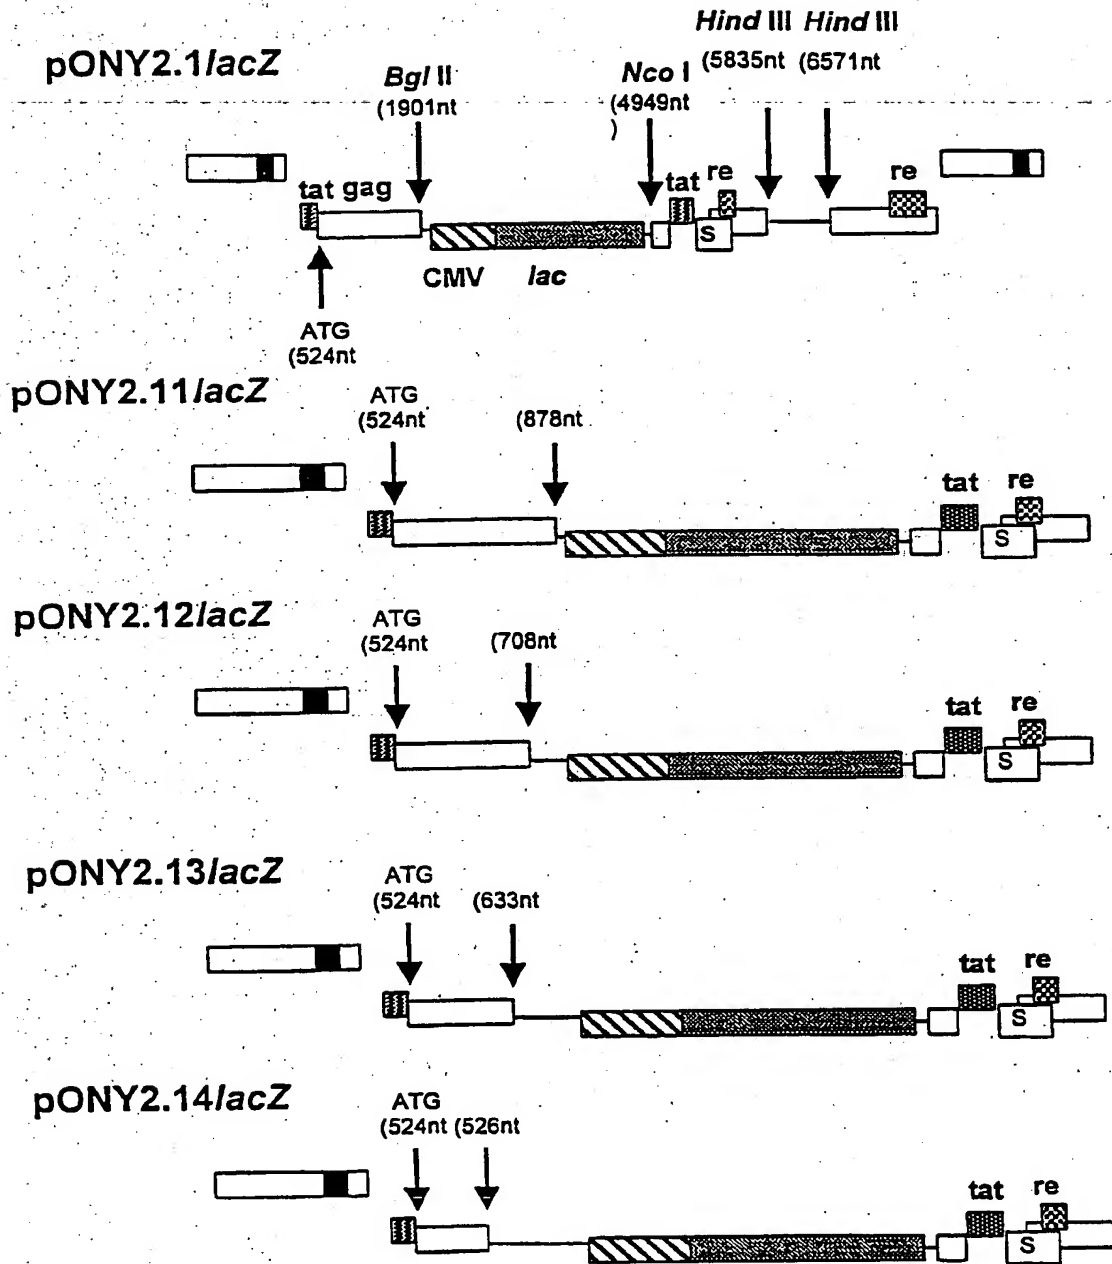 Hind III Hind III
pONY2.1lacZ
(5835nt (6571nt
Bgl II
Nco I
(1901nt
(4949nt
)
tat gag
tat re
re
S
CMV lac
ATG
(524nt
pONY2.11lacZ
ATG
(524nt
(878nt
tat
re
S
pONY2.12lacZ
ATG
(524nt
(708nt
tat
re
S
pONY2.13lacZ
ATG
(524nt
(633nt
tat
re
S
pONY2.14lacZ
ATG
(524nt (526nt
tat
re
S